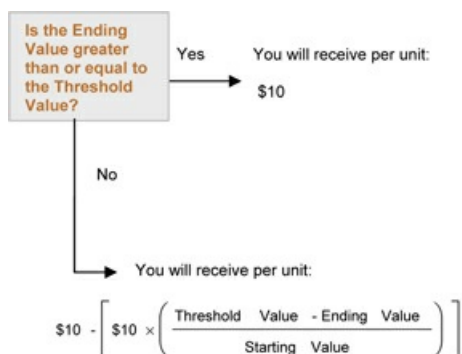 Is the Ending
Value greater
than or equal to
the Threshold
Value?
Yes
You will receive per unit:
$10
No
You will receive per unit:
$10 - [ $10 × ( Threshold Value - Ending Value
Starting Value ) ]